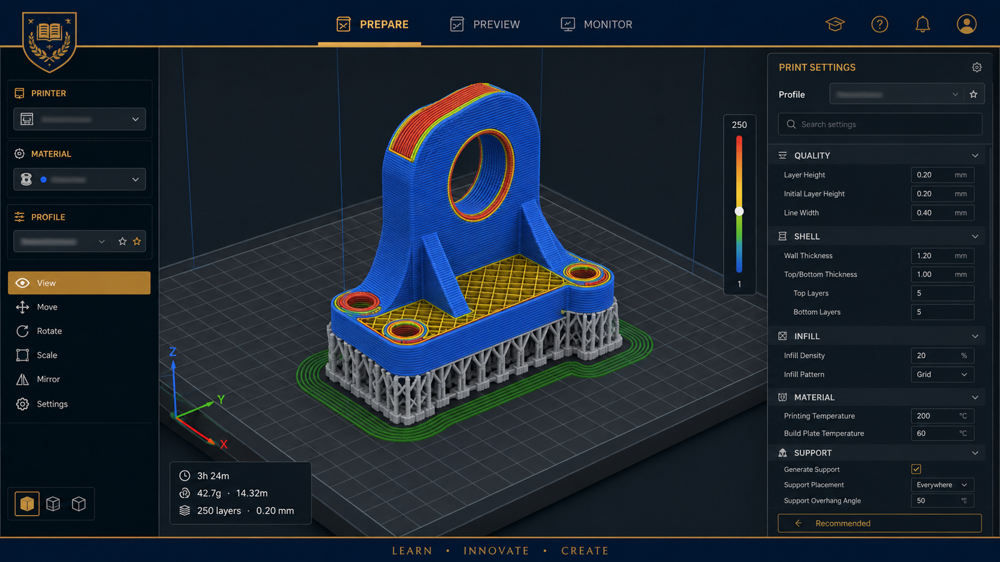 PREPARE
PREVIEW
MONITOR
PRINTER
MATERIAL
PROFILE
View
Move
Rotate
Scale
Mirror
Settings
Z
Y
X
3h 24m
42.7g · 14.32m
250 layers · 0.20 mm
250
1
PRINT SETTINGS
Profile
Search settings
QUALITY
Layer Height 0.20 mm
Initial Layer Height 0.20 mm
Line Width 0.40 mm
SHELL
Wall Thickness 1.20 mm
Top/Bottom Thickness 1.00 mm
Top Layers 5
Bottom Layers 5
INFILL
Infill Density 20 %
Infill Pattern Grid
MATERIAL
Printing Temperature 200 °C
Build Plate Temperature 60 °C
SUPPORT
Generate Support
Support Placement Everywhere
Support Overhang Angle 50 °C
Recommended
LEARN • INNOVATE • CREATE